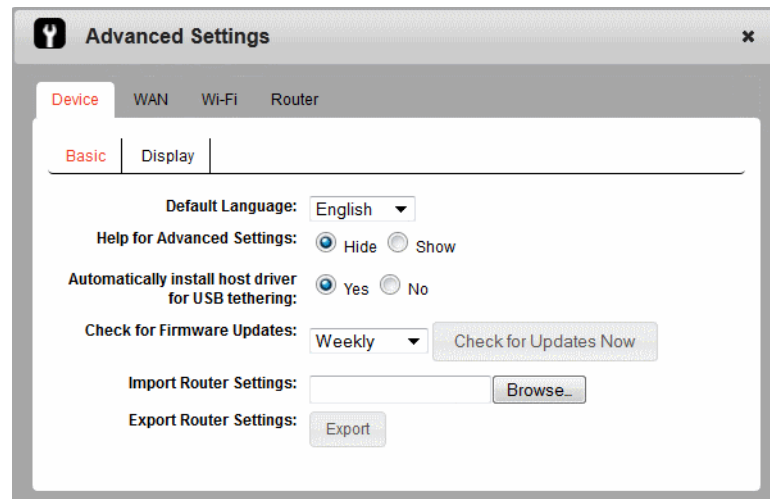 Advanced Settings
Device WAN Wi-Fi Router
Basic Display
Default Language: English
Help for Advanced Settings: Hide Show
Automatically install host driver
for USB tethering: Yes No
Check for Firmware Updates: Weekly Check for Updates Now
Import Router Settings: Browse...
Export Router Settings: Export